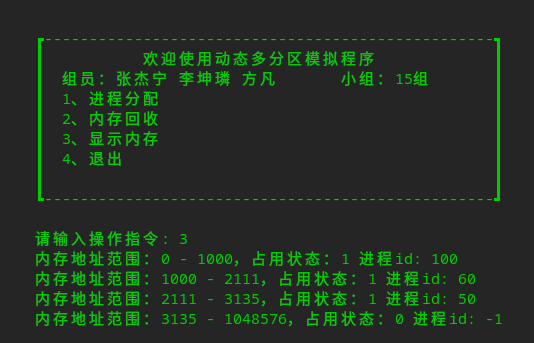 欢迎使用动态多分区模拟程序
组员：张杰宁 李坤璘 方凡 小组：15组
1、进程分配
2、内存回收
3、显示内存
4、退出
请输入操作指令：3
内存地址范围：0 - 1000，占用状态：1 进程id：100
内存地址范围：1000 - 2111，占用状态：1 进程id：60
内存地址范围：2111 - 3135，占用状态：1 进程id：50
内存地址范围：3135 - 1048576，占用状态：0 进程id：-1